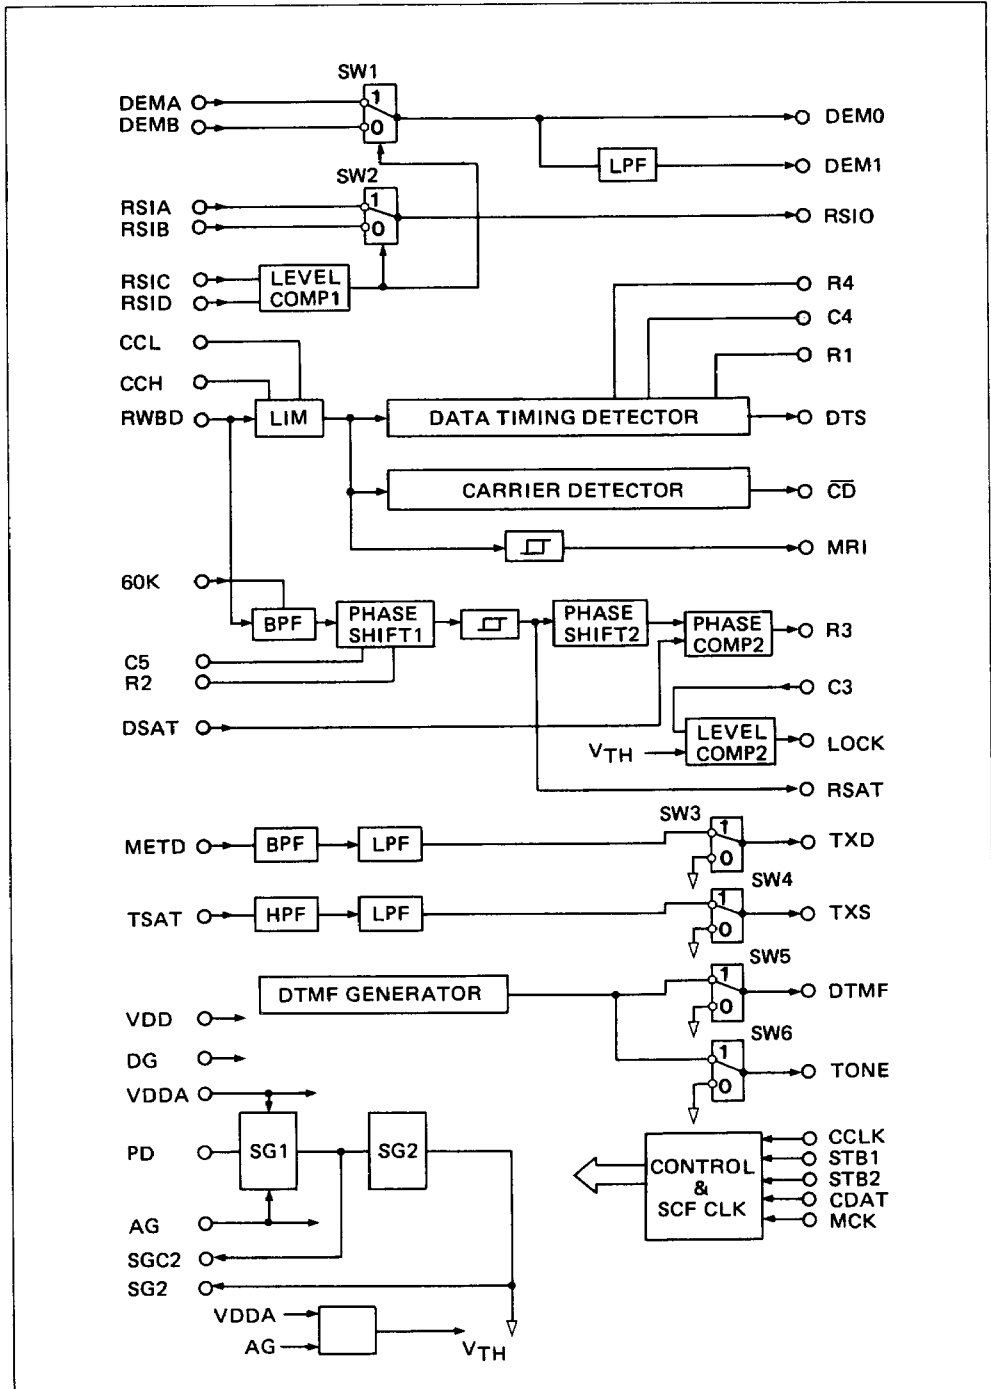 SW1
DEMA 1 DEM0
DEMB 0
LPF DEM1
SW2
RSIA 1 RSIO
RSIB 0
RSIC LEVEL COMP1
RSID
R4
CCL C4
CCH R1
RWBD LIM DATA TIMING DETECTOR DTS
CARRIER DETECTOR C̅D̅
MRI
60K
BPF PHASE SHIFT1 PHASE SHIFT2 PHASE COMP2 R3
C5
R2 C3
DSAT
VTH LEVEL COMP2 LOCK
RSAT
SW3
METD BPF LPF 1 TXD
0
SW4
TSAT HPF LPF 1 TXS
0
SW5
DTMF GENERATOR 1 DTMF
0
VDD
SW6
DG 1 TONE
0
VDDA
PD SG1 SG2
AG
CONTROL & SCF CLK
CCLK
STB1
STB2
CDAT
MCK
SGC2
SG2
VDDA
AG VTH